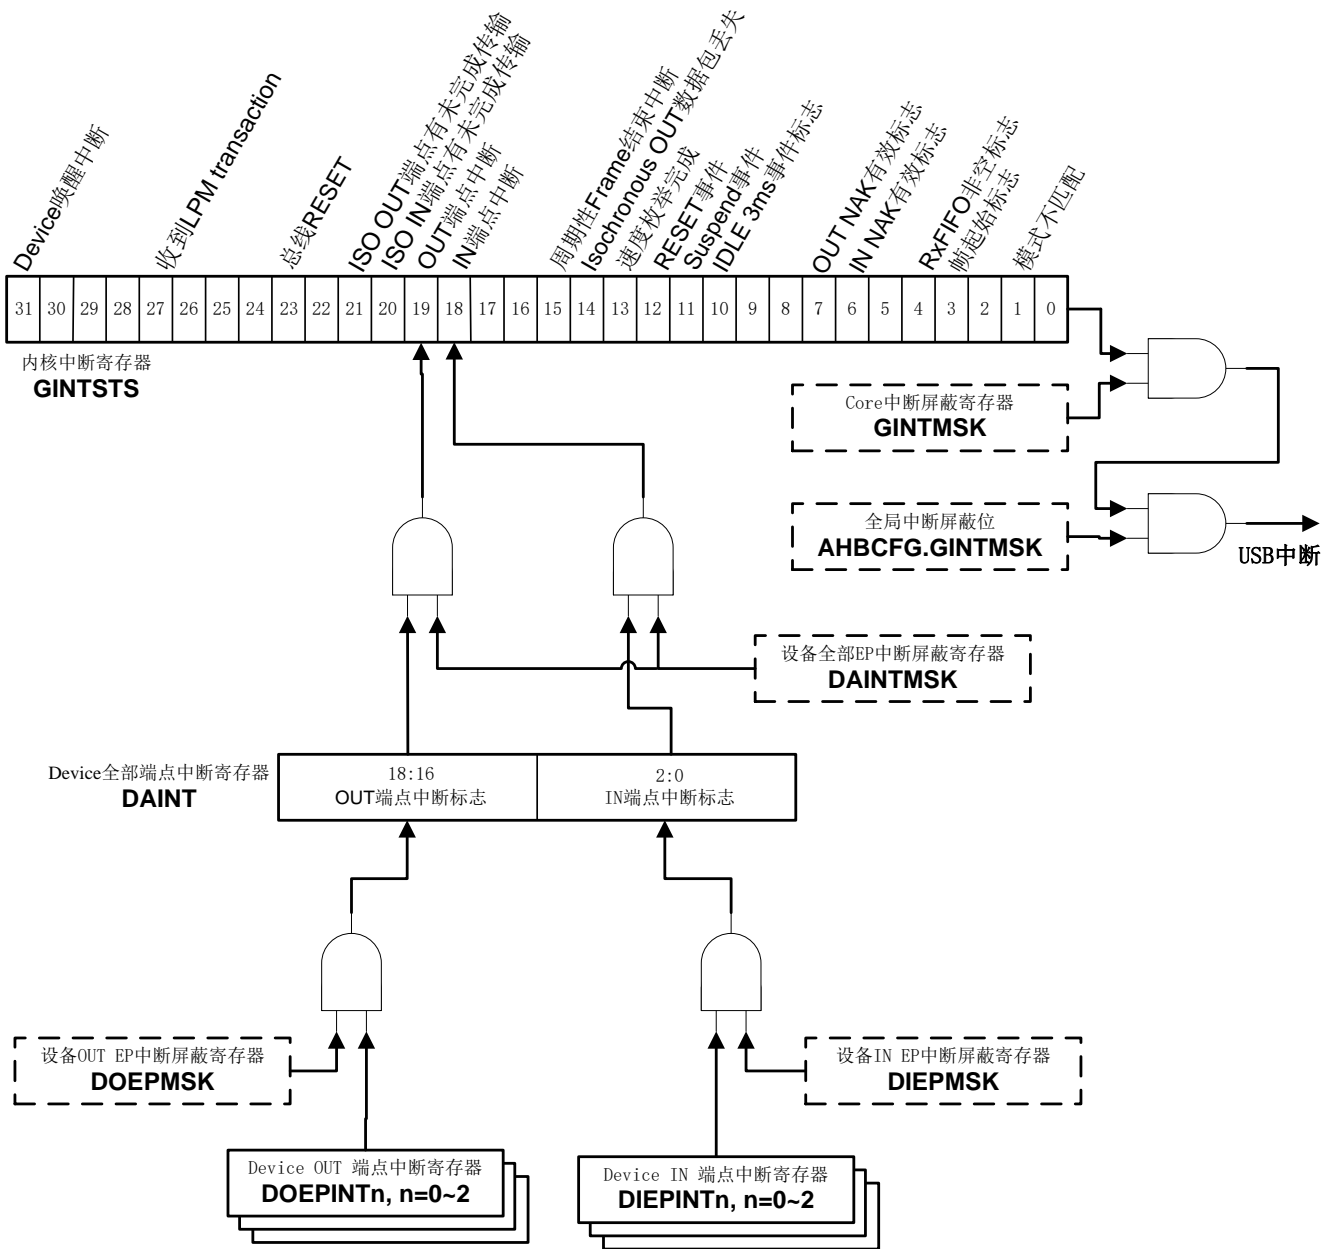 Device唤醒中断
收到LPM transaction
总线RESET
ISO OUT端点有未完成传输
ISO IN端点有未完成传输
OUT端点中断
IN端点中断
周期性Frame结束中断
Isochronous OUT数据包丢失
速度枚举完成
RESET事件
Suspend事件
IDLE 3ms事件标志
OUT NAK有效标志
IN NAK有效标志
RxFIFO非空标志
帧起始标志
模式不匹配
31 30 29 28 27 26 25 24 23 22 21 20 19 18 17 16 15 14 13 12 11 10 9 8 7 6 5 4 3 2 1 0
内核中断寄存器
GINTSTS
Core中断屏蔽寄存器
GINTMSK
全局中断屏蔽位
AHBCFG.GINTMSK
USB中断
设备全部EP中断屏蔽寄存器
DAINTMSK
Device全部端点中断寄存器
DAINT
18:16
OUT端点中断标志
2:0
IN端点中断标志
设备OUT EP中断屏蔽寄存器
DOEPMSK
设备IN EP中断屏蔽寄存器
DIEPMSK
Device OUT 端点中断寄存器
DOEPINTn, n=0~2
Device IN 端点中断寄存器
DIEPINTn, n=0~2